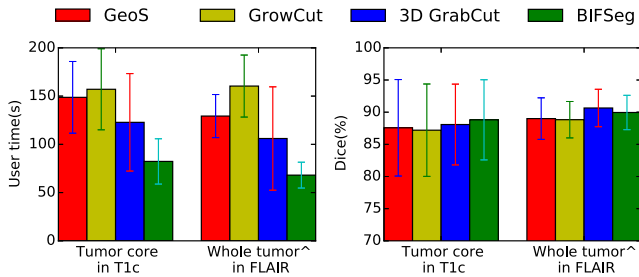 GeoS GrowCut 3D GrabCut BIFSeg
User time(s)
200
150
100
50
0
Tumor core
in T1c
Whole tumor^
in FLAIR
Dice(%)
100
95
90
85
80
75
70
Tumor core
in T1c
Whole tumor^
in FLAIR